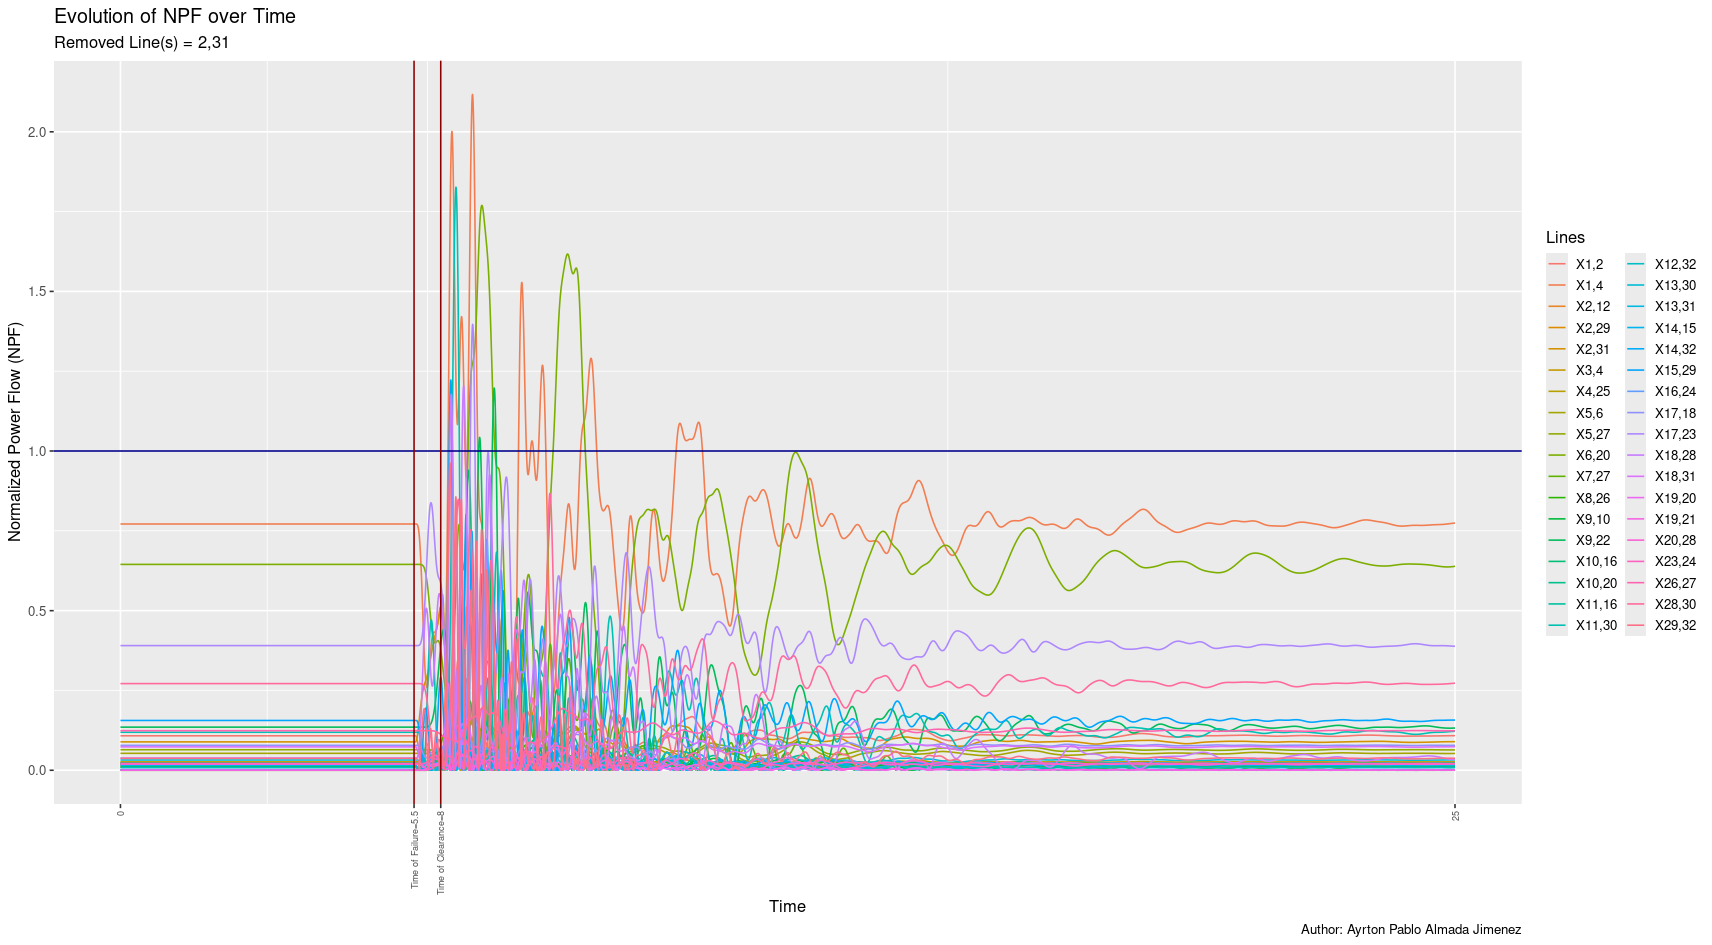 Evolution of NPF over Time
Removed Line(s) = 2,31
Normalized Power Flow (NPF)
2.0
1.5
1.0
0.5
0.0
0
Time of Failure=5.5
Time of Clearance=8
25
Time
Lines
X1,2
X1,4
X2,12
X2,29
X2,31
X3,4
X4,25
X5,6
X5,27
X6,20
X7,27
X8,26
X9,10
X9,22
X10,16
X10,20
X11,16
X11,30
X12,32
X13,30
X13,31
X14,15
X14,32
X15,29
X16,24
X17,18
X17,23
X18,28
X18,31
X19,20
X19,21
X20,28
X23,24
X26,27
X28,30
X29,32
Author: Ayrton Pablo Almada Jimenez